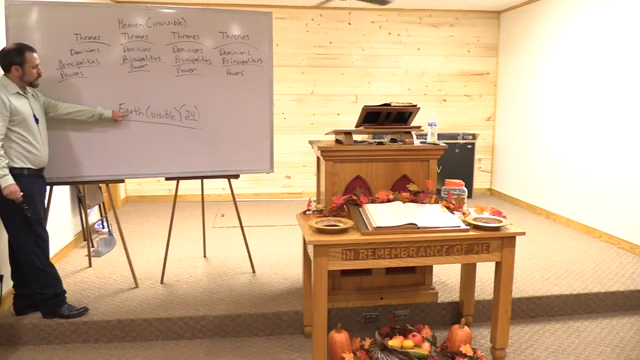 Heaven (invisible)
Thrones Thrones Thrones Thrones
Dominions Dominions Dominions Dominions
Principalities Principalities Principalities Principalities
Powers Powers Powers Powers
Earth (visible) (24)
IN REMEMBRANCE OF ME